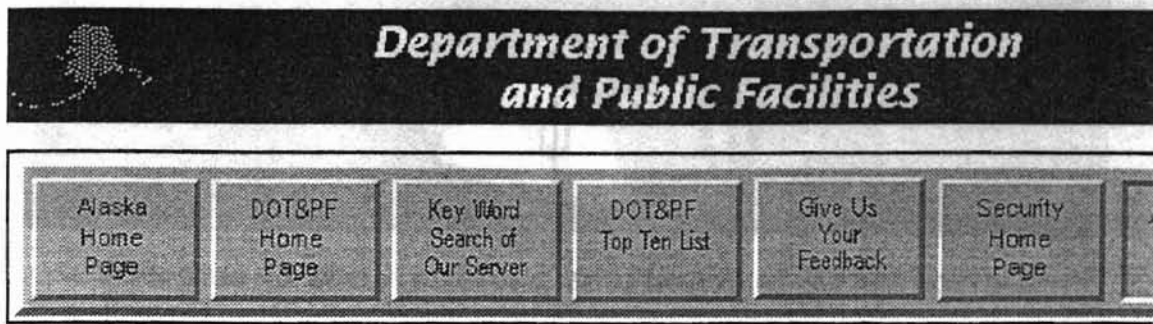 Department of Transportation
and Public Facilities
Alaska
Home
Page
DOT&PF
Home
Page
Key Word
Search of
Our Server
DOT&PF
Top Ten List
Give Us
Your
Feedback
Security
Home
Page